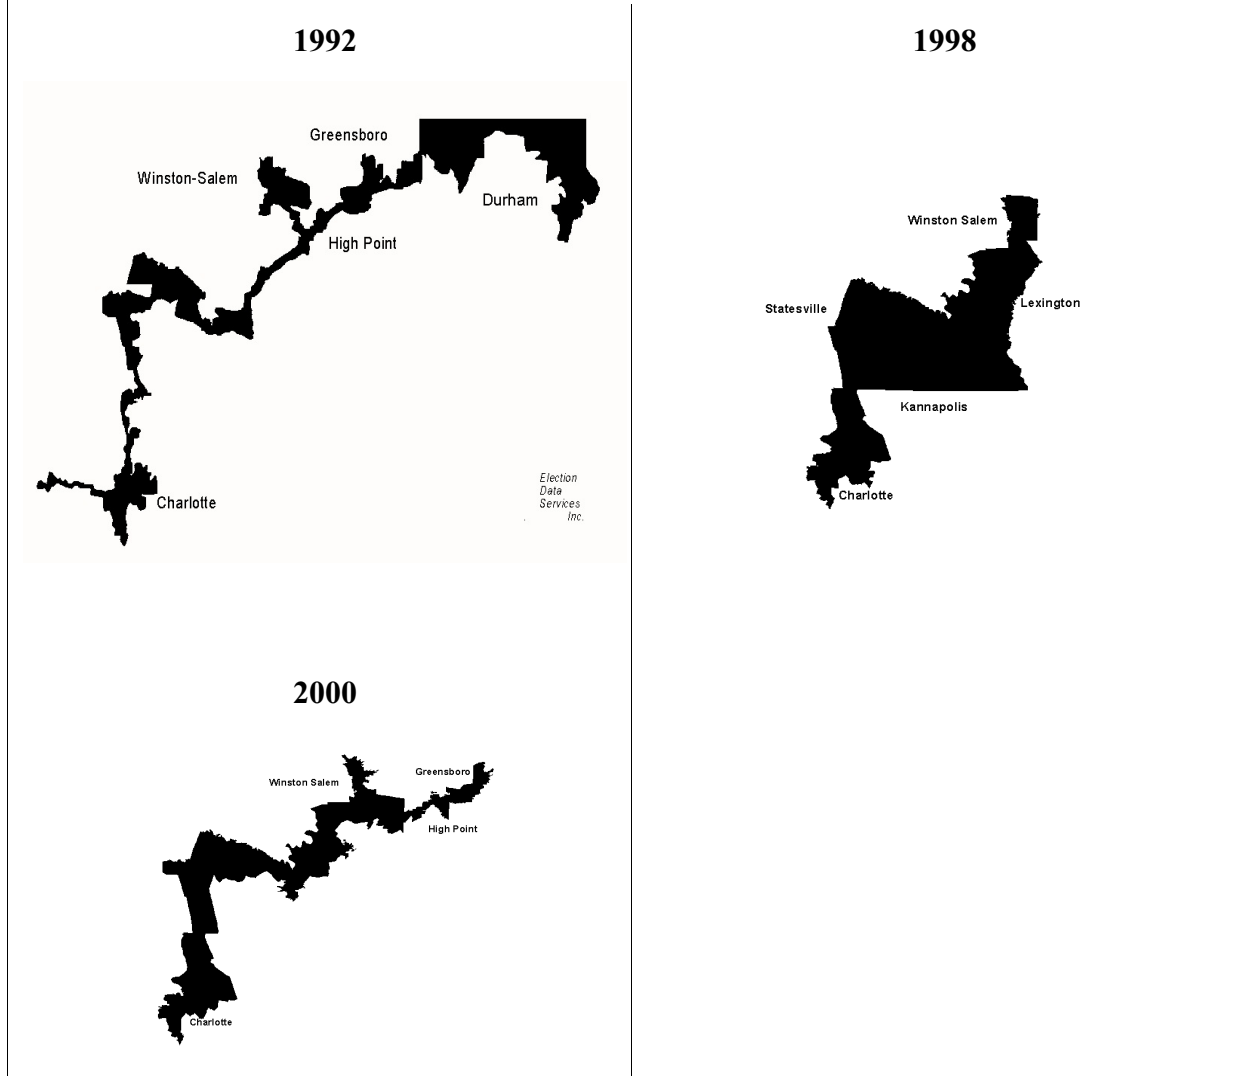 1992
Greensboro
Winston-Salem
Durham
High Point
Election
Data
Services
Inc.
Charlotte
1998
Winston Salem
Lexington
Statesville
Kannapolis
Charlotte
2000
Greensboro
Winston Salem
High Point
Charlotte